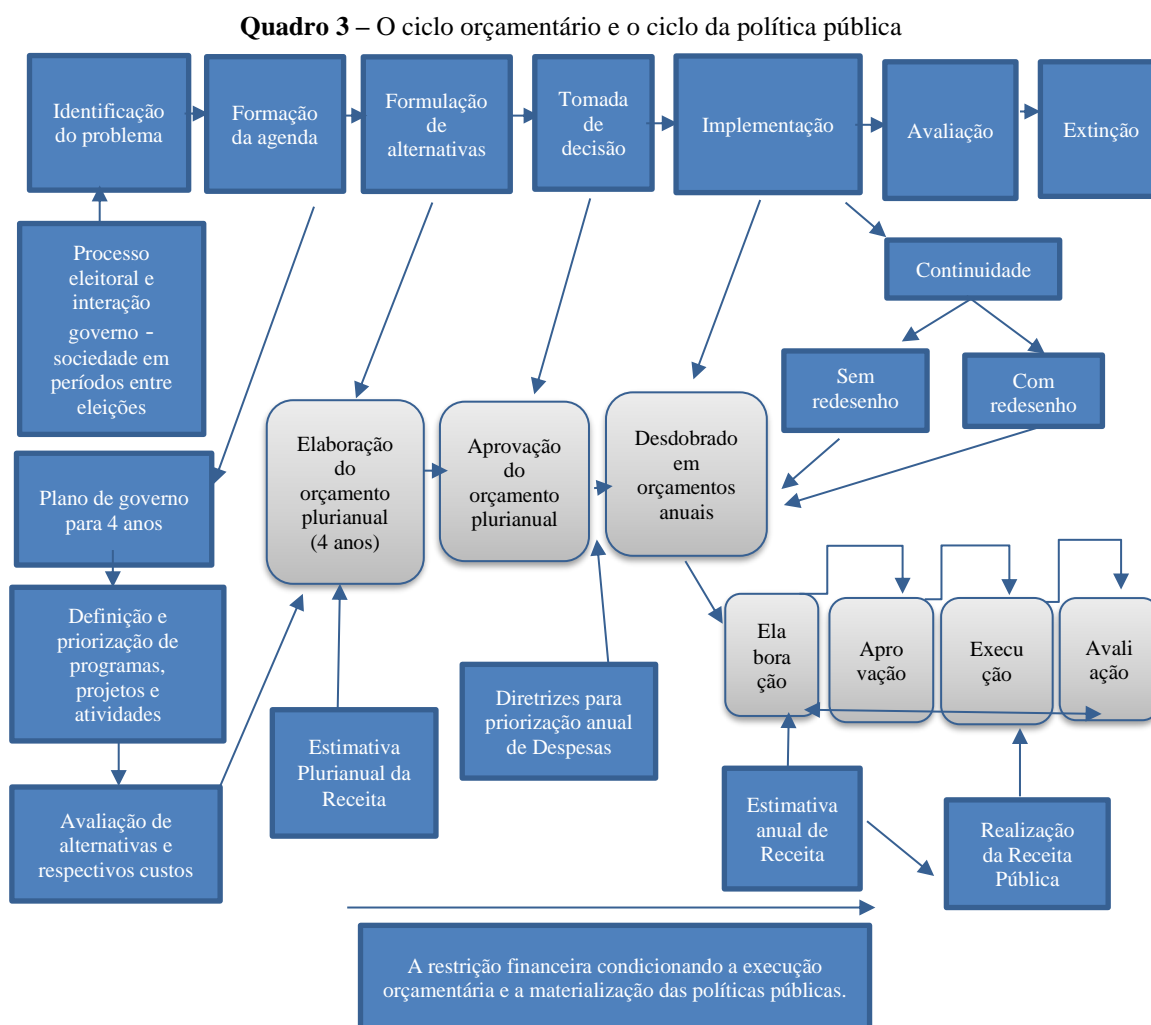 Quadro 3 – O ciclo orçamentário e o ciclo da política pública
Identificação
do problema
Formação
da agenda
Formulação
de
alternativas
Tomada
de
decisão
Implementação
Avaliação
Extinção
Processo
eleitoral e
interação
governo -
sociedade em
períodos entre
eleições
Continuidade
Sem
redesenho
Com
redesenho
Plano de governo
para 4 anos
Elaboração
do
orçamento
plurianual
(4 anos)
Aprovação
do
orçamento
plurianual
Desdobrado
em
orçamentos
anuais
Definição e
priorização de
programas,
projetos e
atividades
Ela
bora
ção
Apro
vação
Execu
ção
Avali
ação
Estimativa
Plurianual da
Receita
Diretrizes para
priorização anual
de Despesas
Avaliação de
alternativas e
respectivos custos
Estimativa
anual de
Receita
Realização
da Receita
Pública
A restrição financeira condicionando a execução
orçamentária e a materialização das políticas públicas.